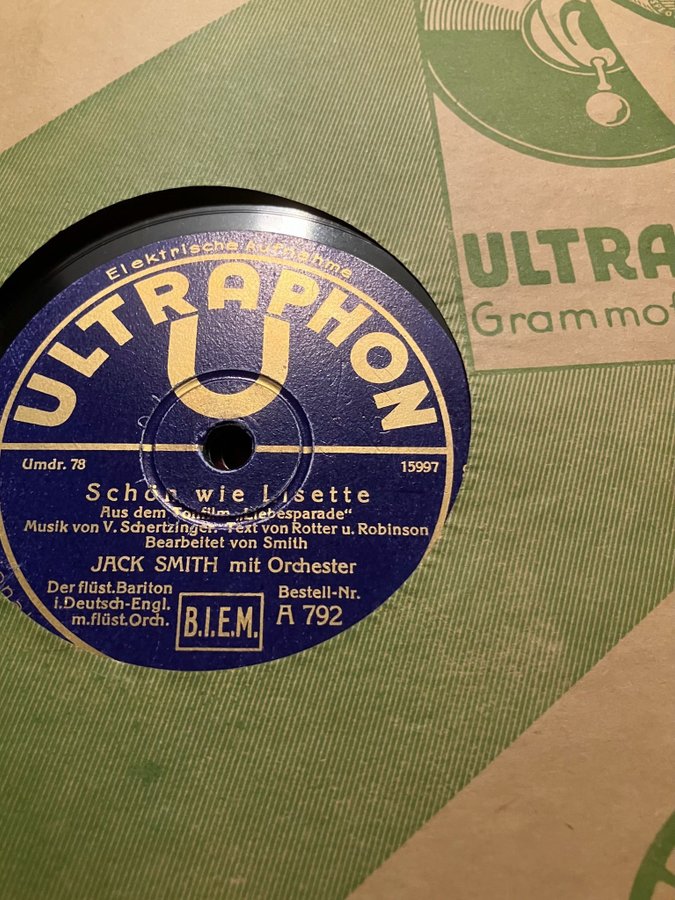 ULTRA
Grammo
Elektrische Aufnahme
ULTRAPHON
U
Umdr. 78
15997
Schön wie Lisette
Aus dem Tonfilm „Liebesparade“
Musik von V. Schertzinger. Text von Rotter u. Robinson
Bearbeitet von Smith
JACK SMITH mit Orchester
Der flüst. Bariton
i. Deutsch-Engl.
m. flüst. Orch.
B.I.E.M.
Bestell-Nr.
A 792